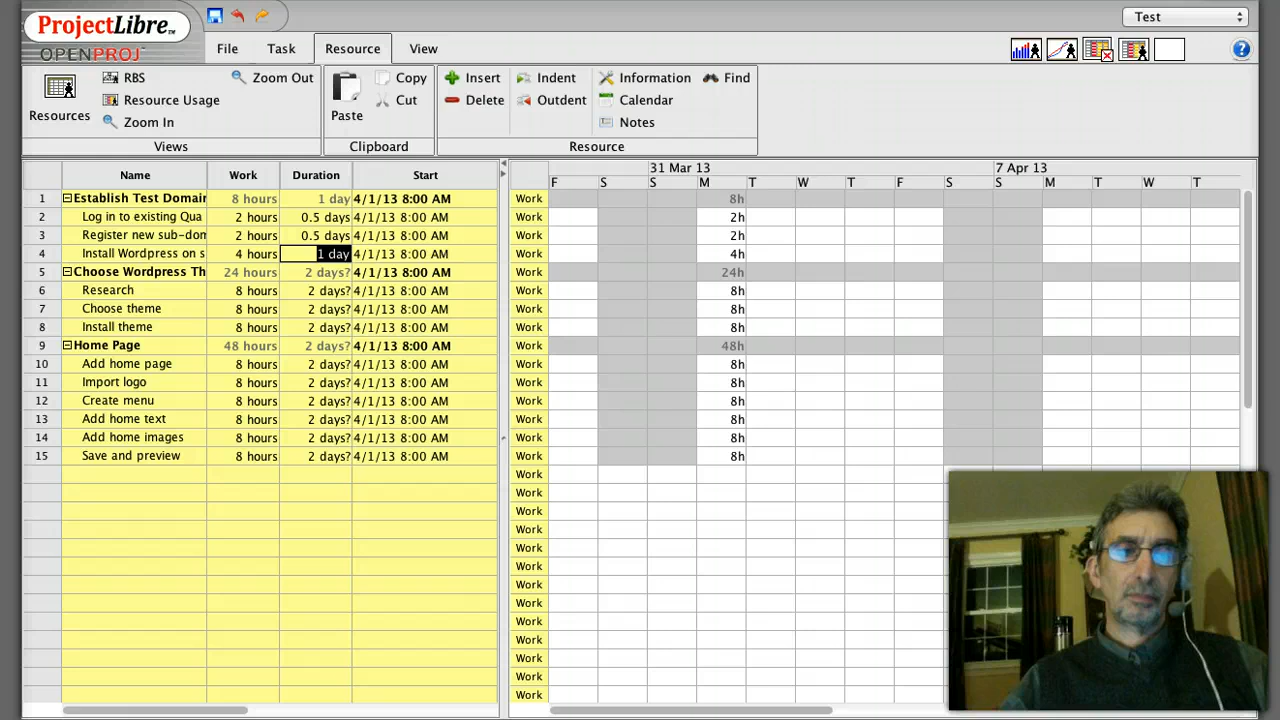 ProjectLibre™
OPENPROJ
Test
File Task Resource View
Resources
RBS
Resource Usage
Zoom In
Zoom Out
Views
Paste
Copy
Cut
Clipboard
Insert
Delete
Indent
Outdent
Information
Calendar
Notes
Find
Resource
Name Work Duration Start
31 Mar 13 7 Apr 13
F S S M T W T F S S M T W T
1 Establish Test Domain 8 hours 1 day 4/1/13 8:00 AM Work 8h
2 Log in to existing Qua 2 hours 0.5 days 4/1/13 8:00 AM Work 2h
3 Register new sub-dom 2 hours 0.5 days 4/1/13 8:00 AM Work 2h
4 Install Wordpress on s 4 hours 1 day 4/1/13 8:00 AM Work 4h
5 Choose Wordpress Th 24 hours 2 days? 4/1/13 8:00 AM Work 24h
6 Research 8 hours 2 days? 4/1/13 8:00 AM Work 8h
7 Choose theme 8 hours 2 days? 4/1/13 8:00 AM Work 8h
8 Install theme 8 hours 2 days? 4/1/13 8:00 AM Work 8h
9 Home Page 48 hours 2 days? 4/1/13 8:00 AM Work 48h
10 Add home page 8 hours 2 days? 4/1/13 8:00 AM Work 8h
11 Import logo 8 hours 2 days? 4/1/13 8:00 AM Work 8h
12 Create menu 8 hours 2 days? 4/1/13 8:00 AM Work 8h
13 Add home text 8 hours 2 days? 4/1/13 8:00 AM Work 8h
14 Add home images 8 hours 2 days? 4/1/13 8:00 AM Work 8h
15 Save and preview 8 hours 2 days? 4/1/13 8:00 AM Work 8h
Work
Work
Work
Work
Work
Work
Work
Work
Work
Work
Work
Work
Work